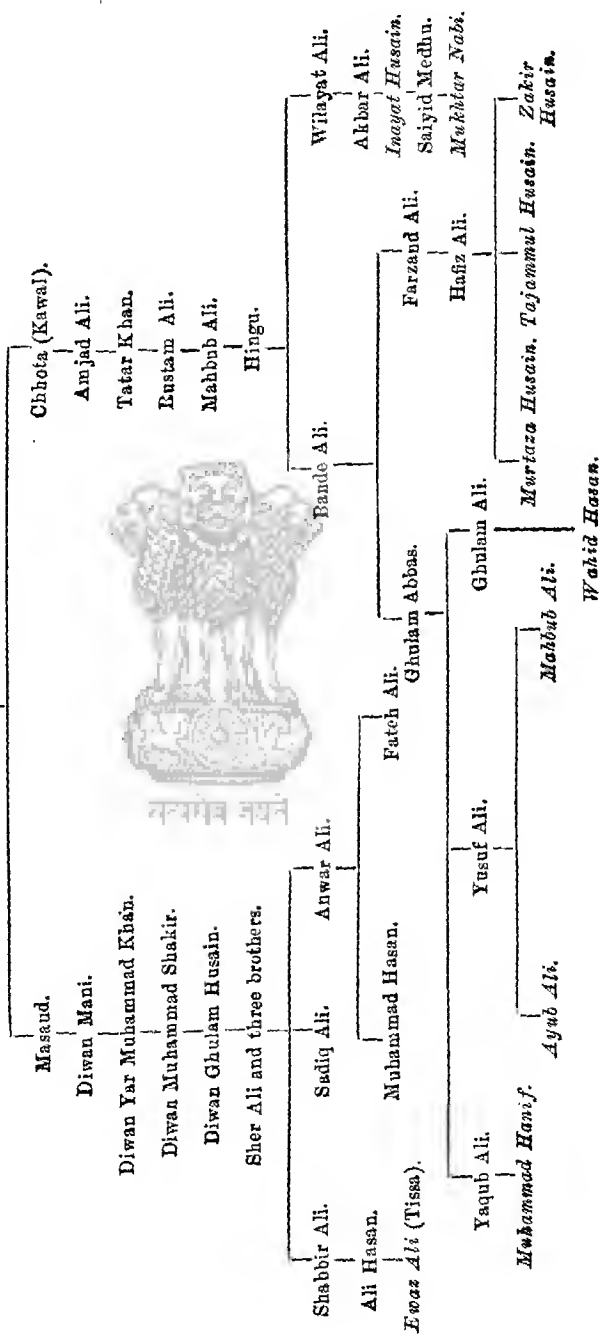 Masaud. Chhota (Kawal).
Diwan Mani. Amjad Ali.
Diwan Yar Muhammad Khan. Tatar Khan.
Diwan Muhammad Shakir. Rustam Ali.
Diwan Ghulam Husain. Mahbub Ali.
Sher Ali and three brothers. Hingu.
Shabbir Ali. Sadiq Ali. Anwar Ali. Bande Ali. Wilayat Ali.
Ali Hasan. Akbar Ali.
Ewaz Ali (Tissa). Muhammad Hasan. Fateh Ali. Inayat Husain.
Ghulam Abbas. Farzand Ali. Saiyid Medhu.
Hafiz Ali. Mukhtar Nabi.
Yaqub Ali. Yusuf Ali. Ghulam Ali.
Murtaza Husain. Tajammul Husain. Zakir
Husain.
Muhammad Hanif. Ayub Ali. Mahbub Ali.
Wahid Hasan.
सत्यमेव जयते